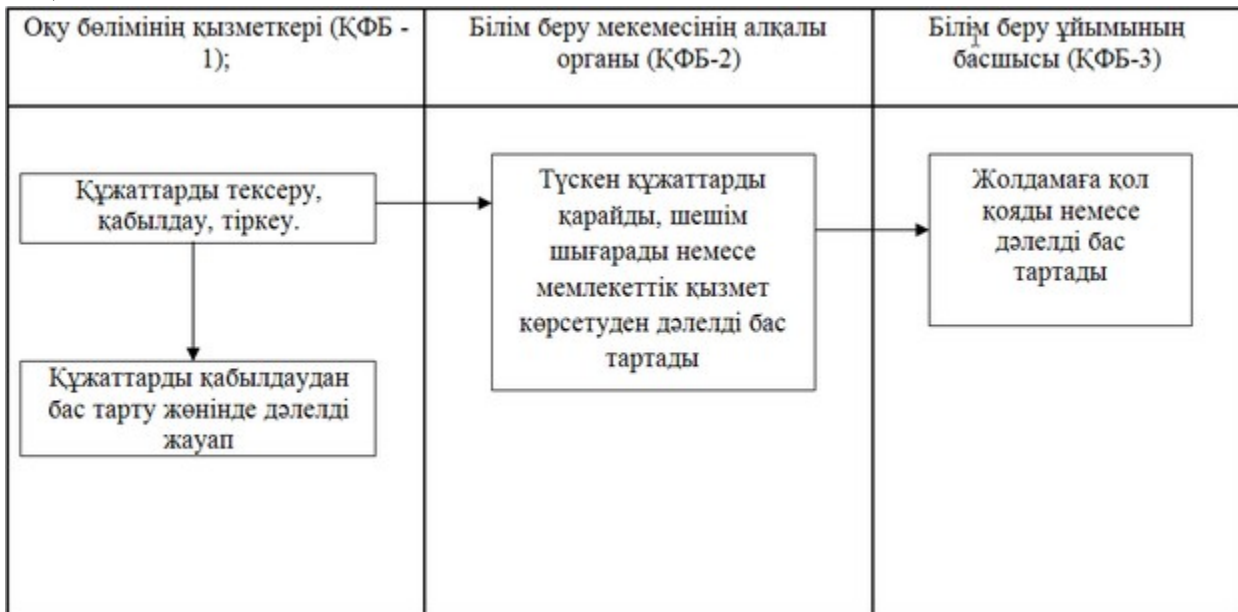 Оқу бөлімінің қызметкері (ҚФБ -
1);
Білім беру мекемесінің алқалы
органы (ҚФБ-2)
Білім беру ұйымының
басшысы (ҚФБ-3)
Құжаттарды тексеру,
қабылдау, тіркеу.
Құжаттарды қабылдаудан
бас тарту жөнінде дәлелді
жауап
Түскен құжаттарды
қарайды, шешім
шығарады немесе
мемлекеттік қызмет
көрсетуден дәлелді бас
тартады
Жолдамаға қол
қояды немесе
дәлелді бас
тартады